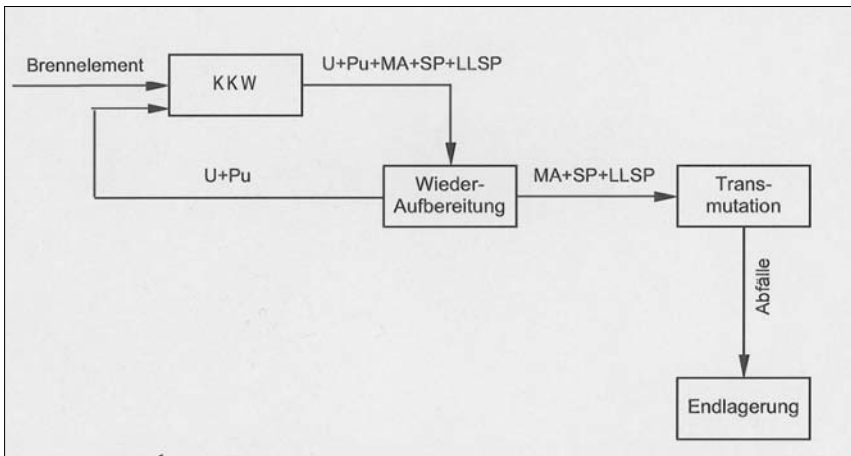 Brennelement
KKW
U+Pu+MA+SP+LLSP
U+Pu
Wieder-
Aufbereitung
MA+SP+LLSP
Trans-
mutation
Abfälle
Endlagerung